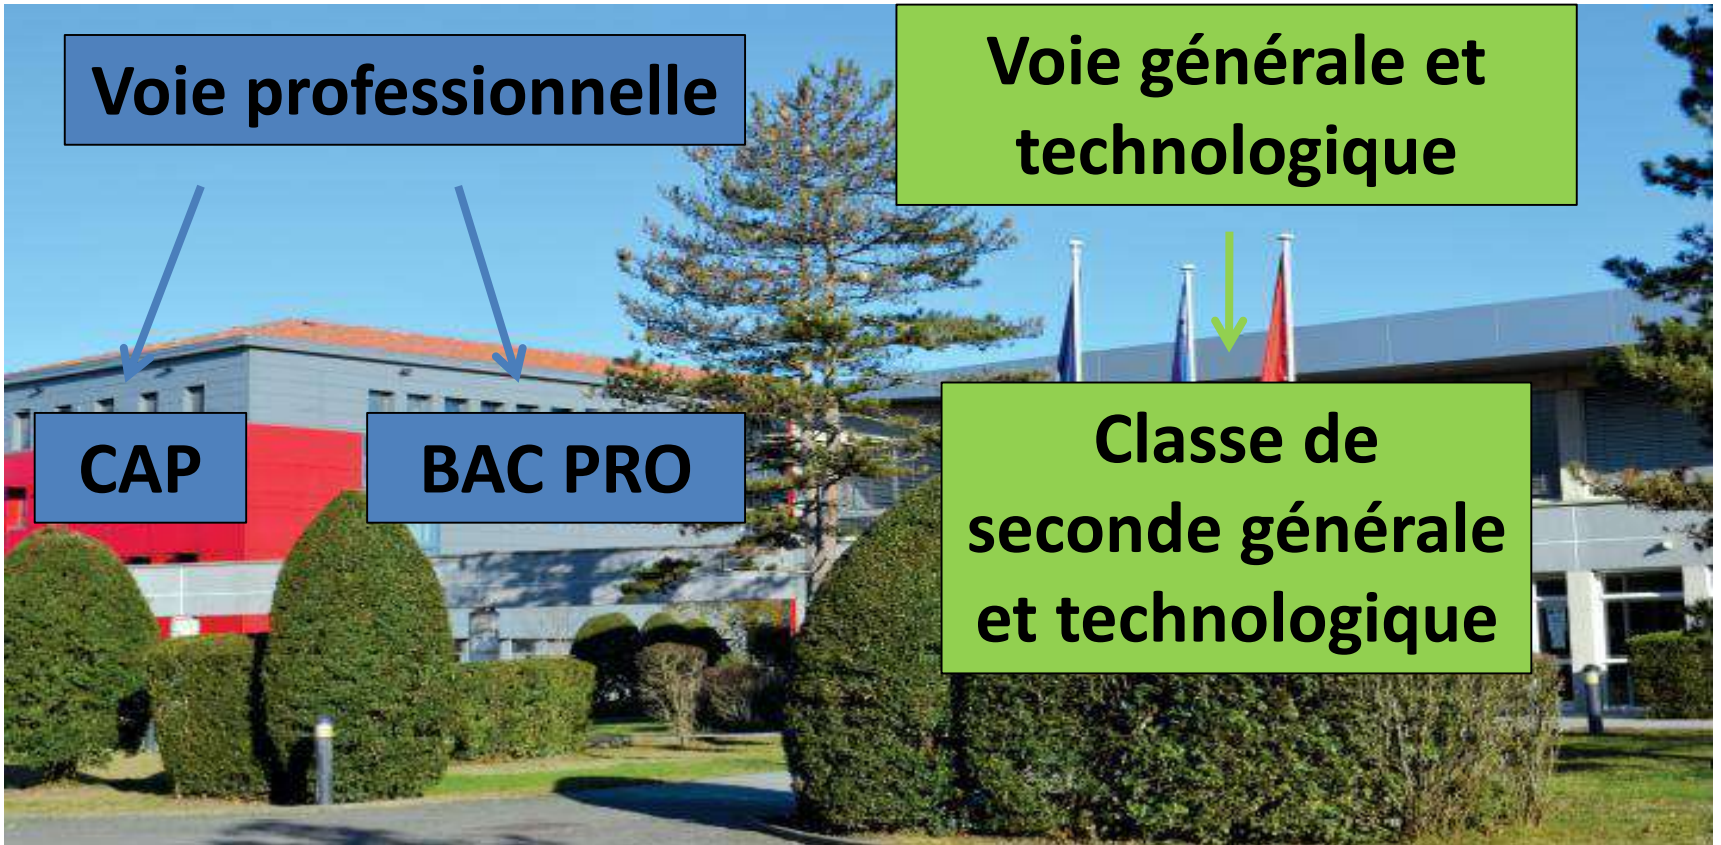 Voie professionnelle
Voie générale et
technologique
CAP
BAC PRO
Classe de
seconde générale
et technologique